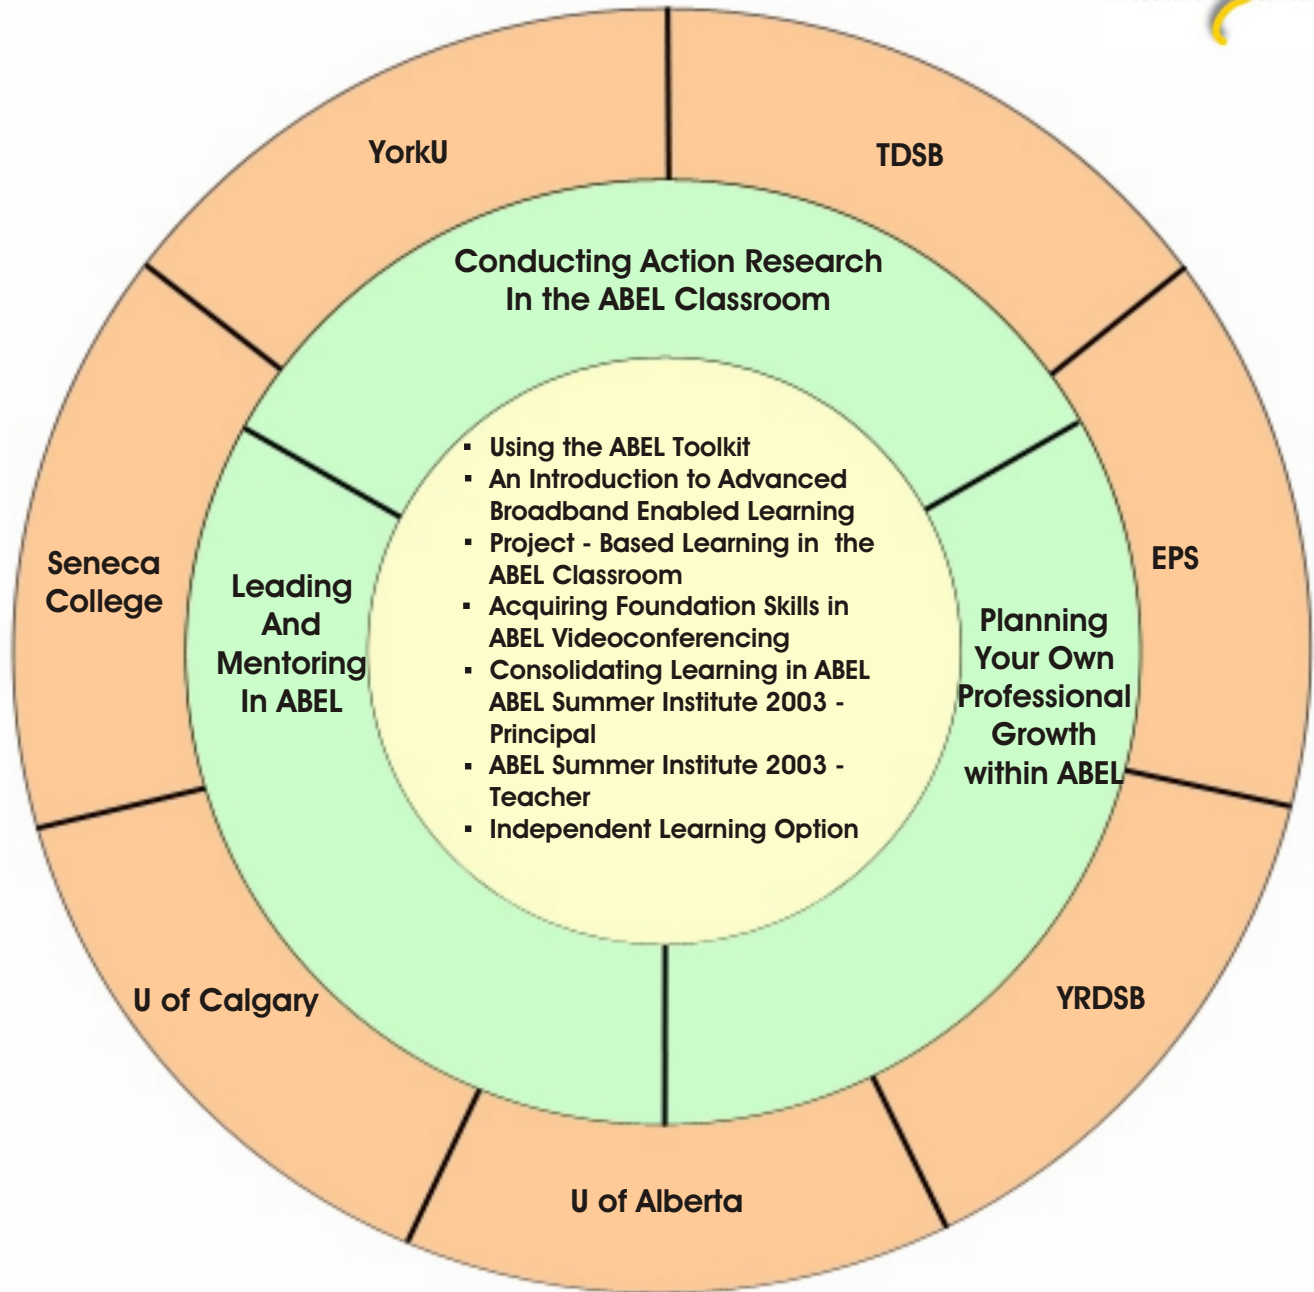 YorkU
TDSB
Conducting Action Research
In the ABEL Classroom
▪ Using the ABEL Toolkit
▪ An Introduction to Advanced
Broadband Enabled Learning
▪ Project - Based Learning in the
ABEL Classroom
▪ Acquiring Foundation Skills in
ABEL Videoconferencing
▪ Consolidating Learning in ABEL
ABEL Summer Institute 2003 -
Principal
▪ ABEL Summer Institute 2003 -
Teacher
▪ Independent Learning Option
Seneca
College
Leading
And
Mentoring
In ABEL
EPS
Planning
Your Own
Professional
Growth
within ABEL
U of Calgary
YRDSB
U of Alberta